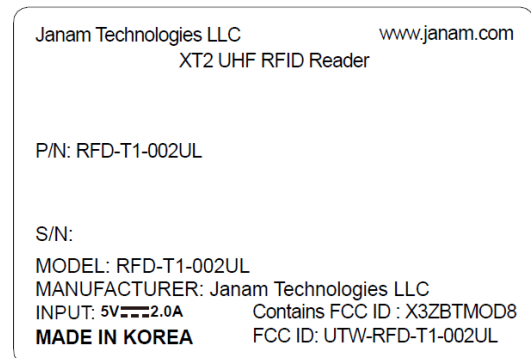 Janam Technologies LLC www.janam.com
XT2 UHF RFID Reader
P/N: RFD-T1-002UL
S/N:
MODEL: RFD-T1-002UL
MANUFACTURER: Janam Technologies LLC
INPUT: 5V⎓2.0A Contains FCC ID : X3ZBTMOD8
MADE IN KOREA FCC ID: UTW-RFD-T1-002UL